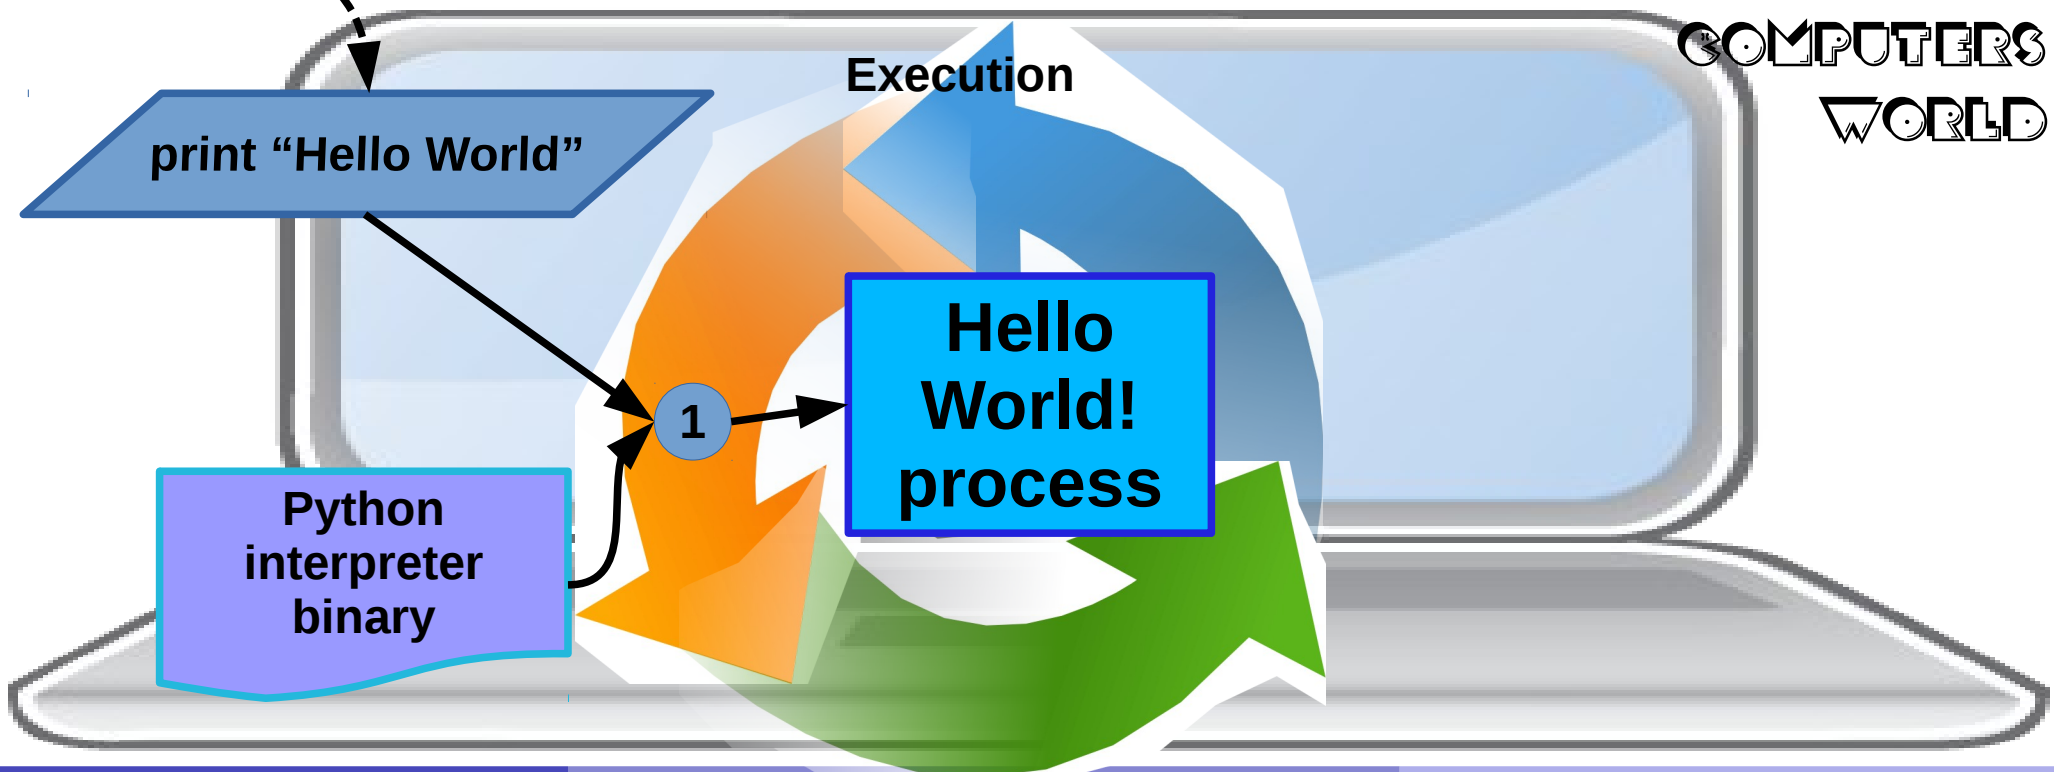 COMPUTERS
WORLD
Execution
print “Hello World”
Hello
World!
process
1
Python
interpreter
binary